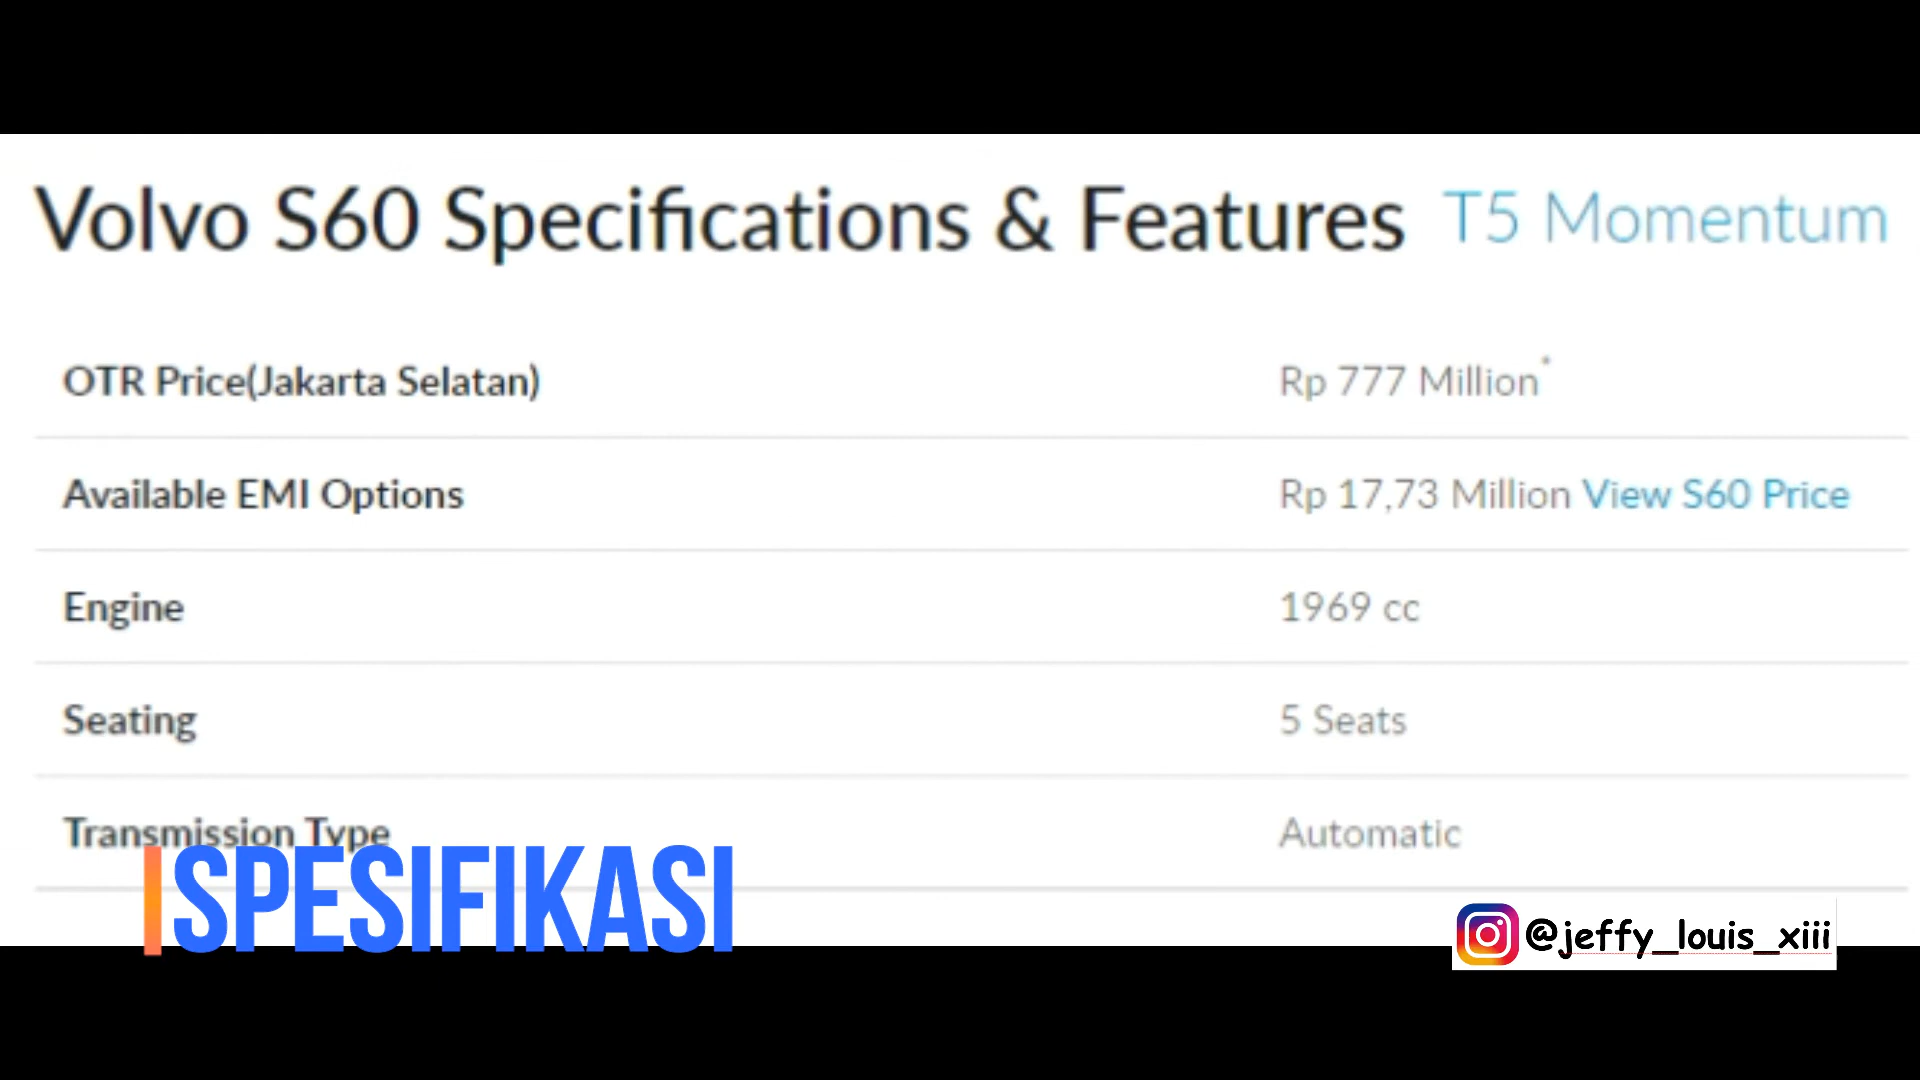 Volvo S60 Specifications & Features T5 Momentum
OTR Price(Jakarta Selatan) Rp 777 Million*
Available EMI Options Rp 17,73 Million View S60 Price
Engine 1969 cc
Seating 5 Seats
Transmission Type Automatic
SPESIFIKASI
@jeffy_louis_xiii